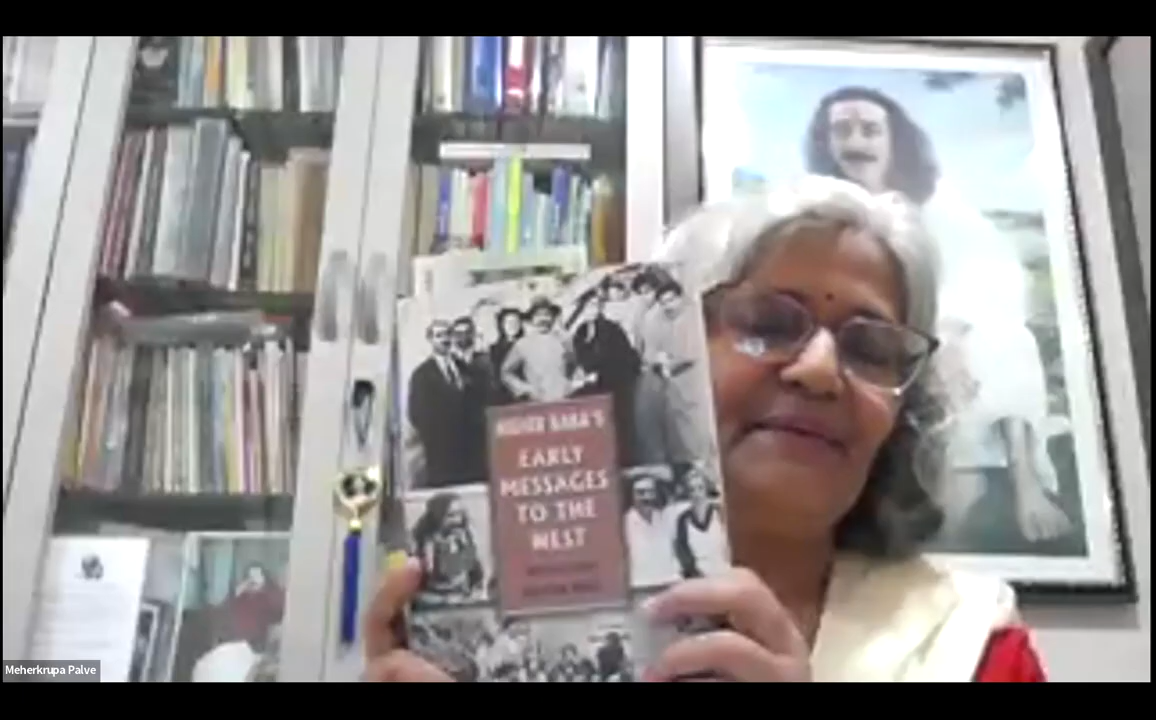 MEHER BABA'S
EARLY
MESSAGES
TO THE
WEST
Meherkrupa Palve